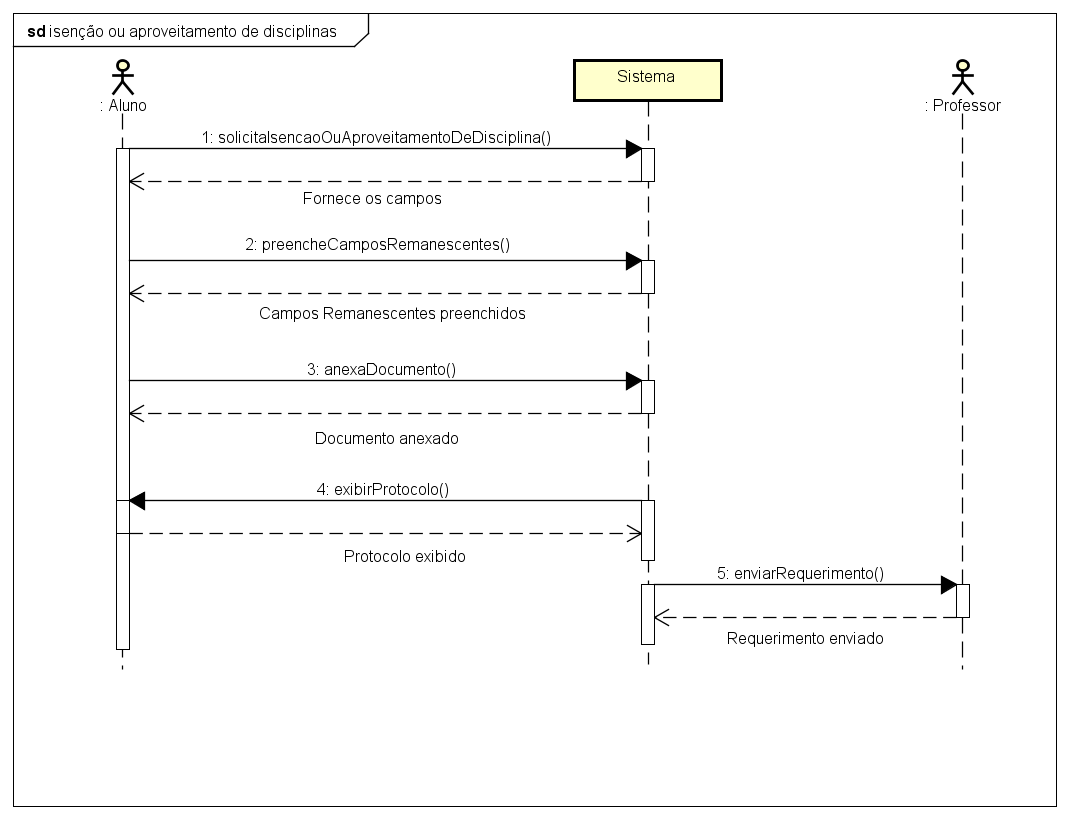 sd isenção ou aproveitamento de disciplinas
: Aluno
Sistema
: Professor
1: solicitaIsencaoOuAproveitamentoDeDisciplina()
Fornece os campos
2: preencheCamposRemanescentes()
Campos Remanescentes preenchidos
3: anexaDocumento()
Documento anexado
4: exibirProtocolo()
Protocolo exibido
5: enviarRequerimento()
Requerimento enviado